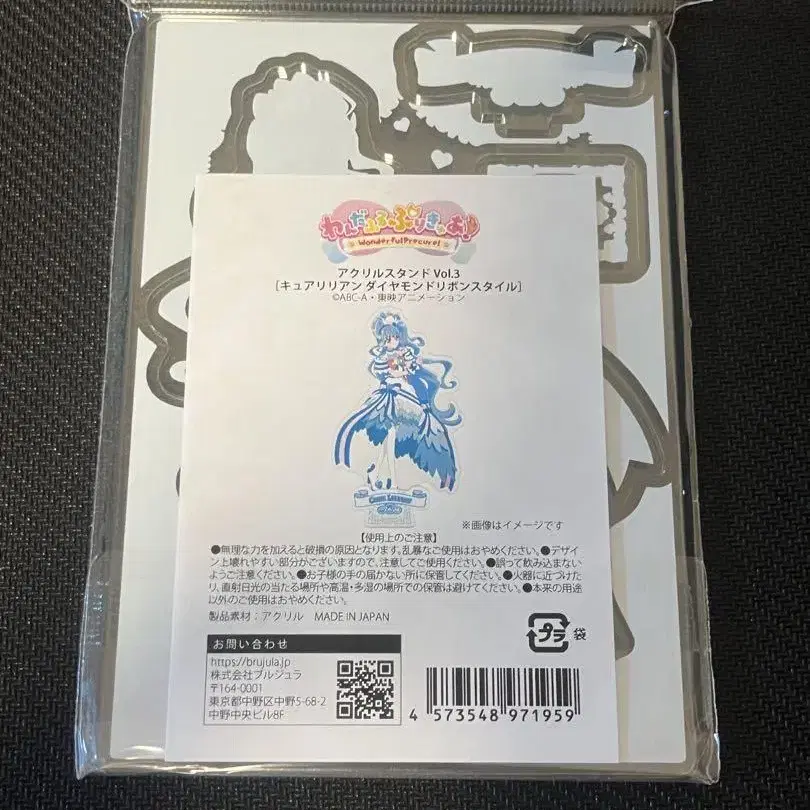 わんだふるぷりきゅあ!
Wonderful Precure!
アクリルスタンド Vol.3
[キュアリリアン ダイヤモンドリボンスタイル]
©ABC-A・東映アニメーション
※画像はイメージです
【使用上のご注意】
●無理な力を加えると破損の原因となります。乱暴なご使用はおやめください。●デザイン
上壊れやすい部分がございますので、注意してご使用ください。●誤って飲み込まない
ようご注意ください。●お子様の手の届かない所に保管してください。●火器に近づけた
り、直射日光の当たる場所や高温・多湿の場所での保管は避けてください。●本来の用途
以外のご使用はおやめください。
製品素材：アクリル MADE IN JAPAN
お問い合わせ
https://brujula.jp
株式会社ブルジュラ
〒164-0001
東京都中野区中野5-68-2
中野中央ビル8F
プラ 袋
4 573548 971959